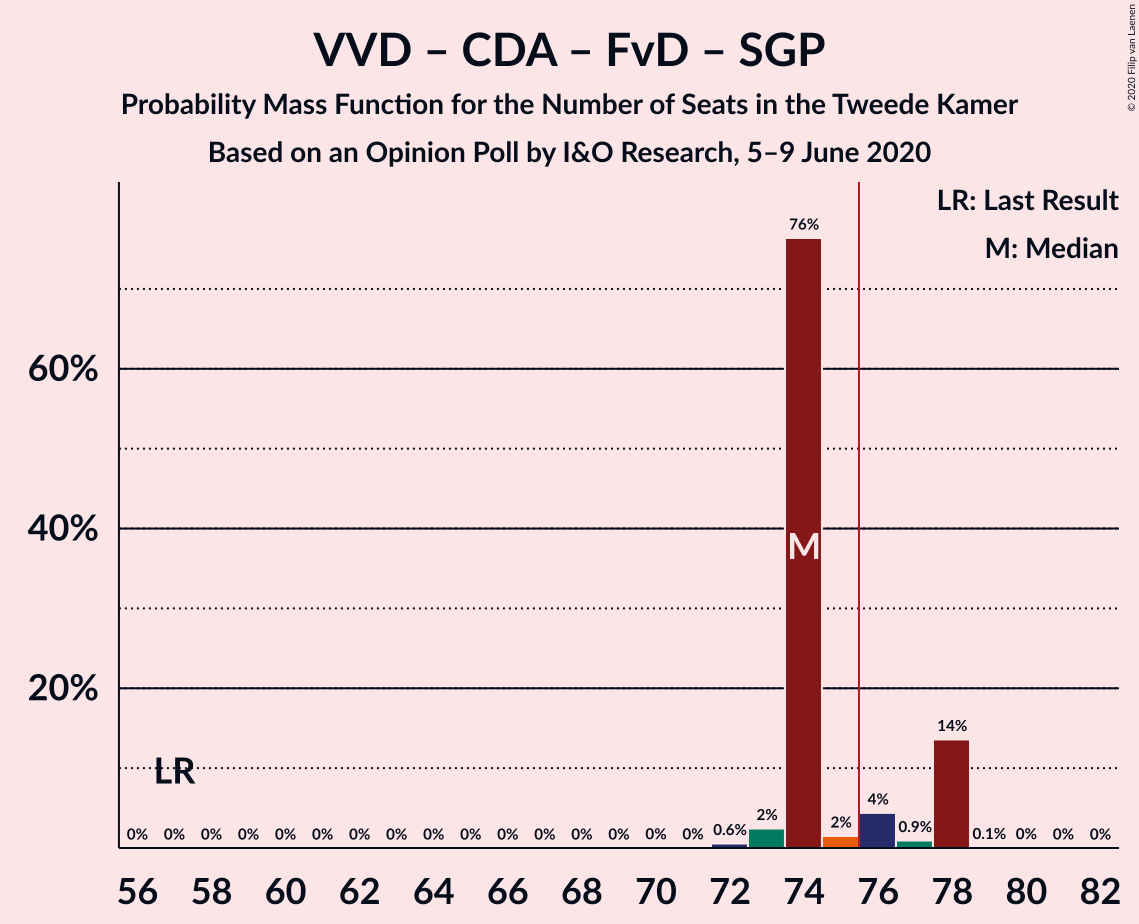 VVD – CDA – FvD – SGP
Probability Mass Function for the Number of Seats in the Tweede Kamer
Based on an Opinion Poll by I&O Research, 5–9 June 2020
© 2020 Filip van Laenen
LR: Last Result
M: Median
76%
60%
40%
M
20%
14%
LR
4%
2%
2%
0% 0% 0% 0% 0% 0% 0% 0% 0% 0% 0% 0% 0% 0% 0% 0% 0.6% 0.9% 0.1% 0% 0% 0%
56 58 60 62 64 66 68 70 72 74 76 78 80 82